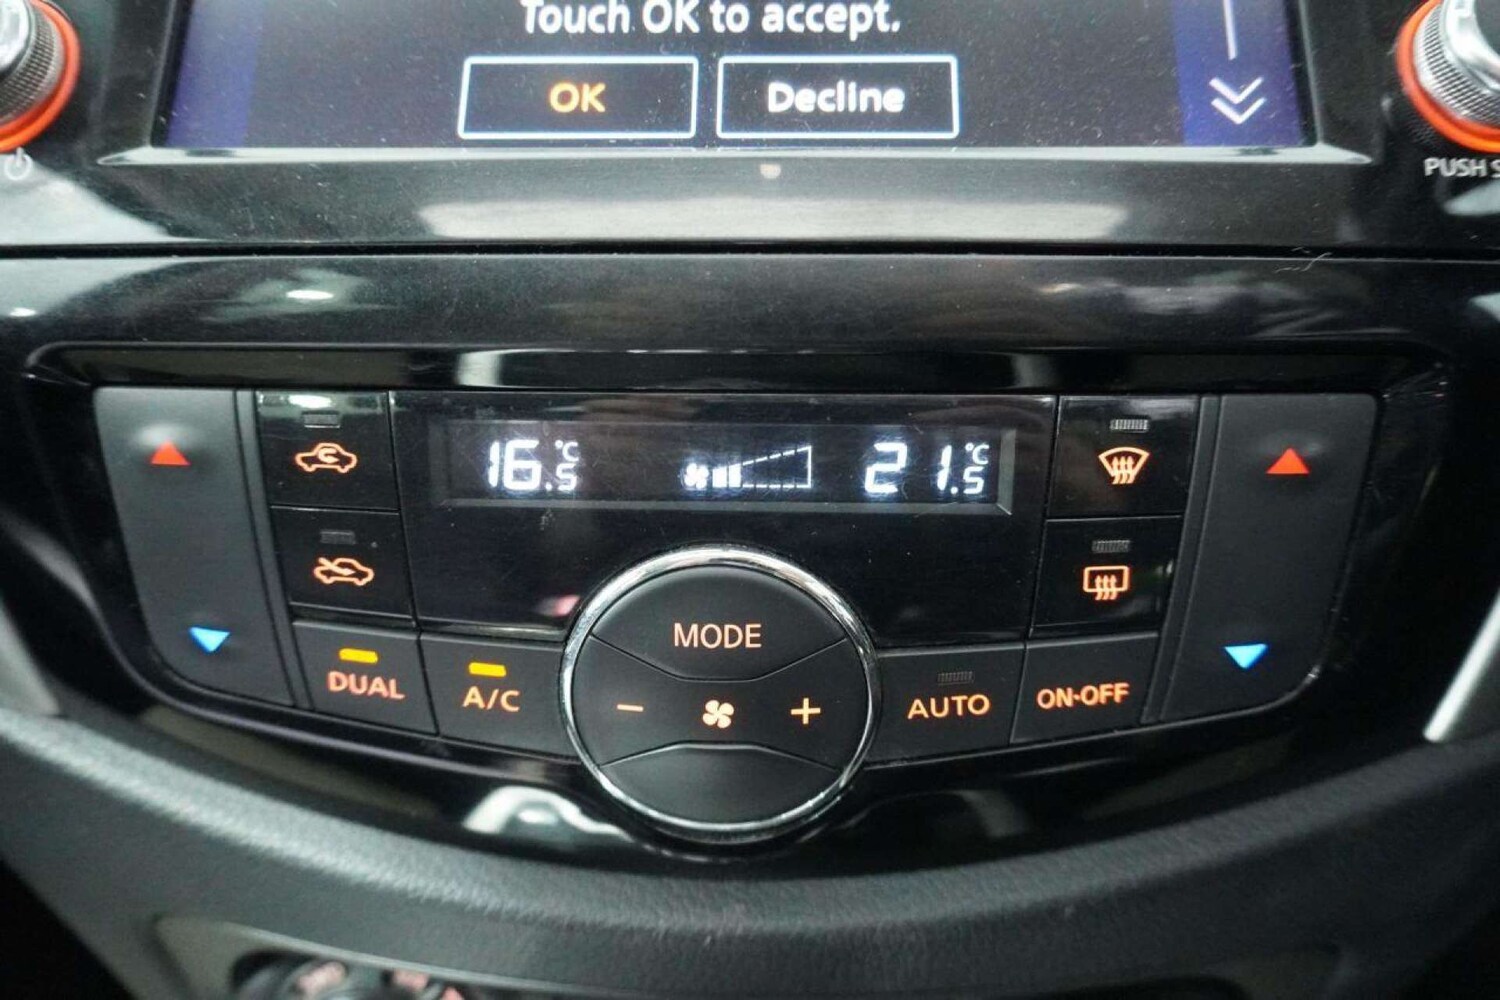 Touch OK to accept.
OK Decline
PUSH
16.5°C 21.5°C
MODE
DUAL A/C - + AUTO ON·OFF